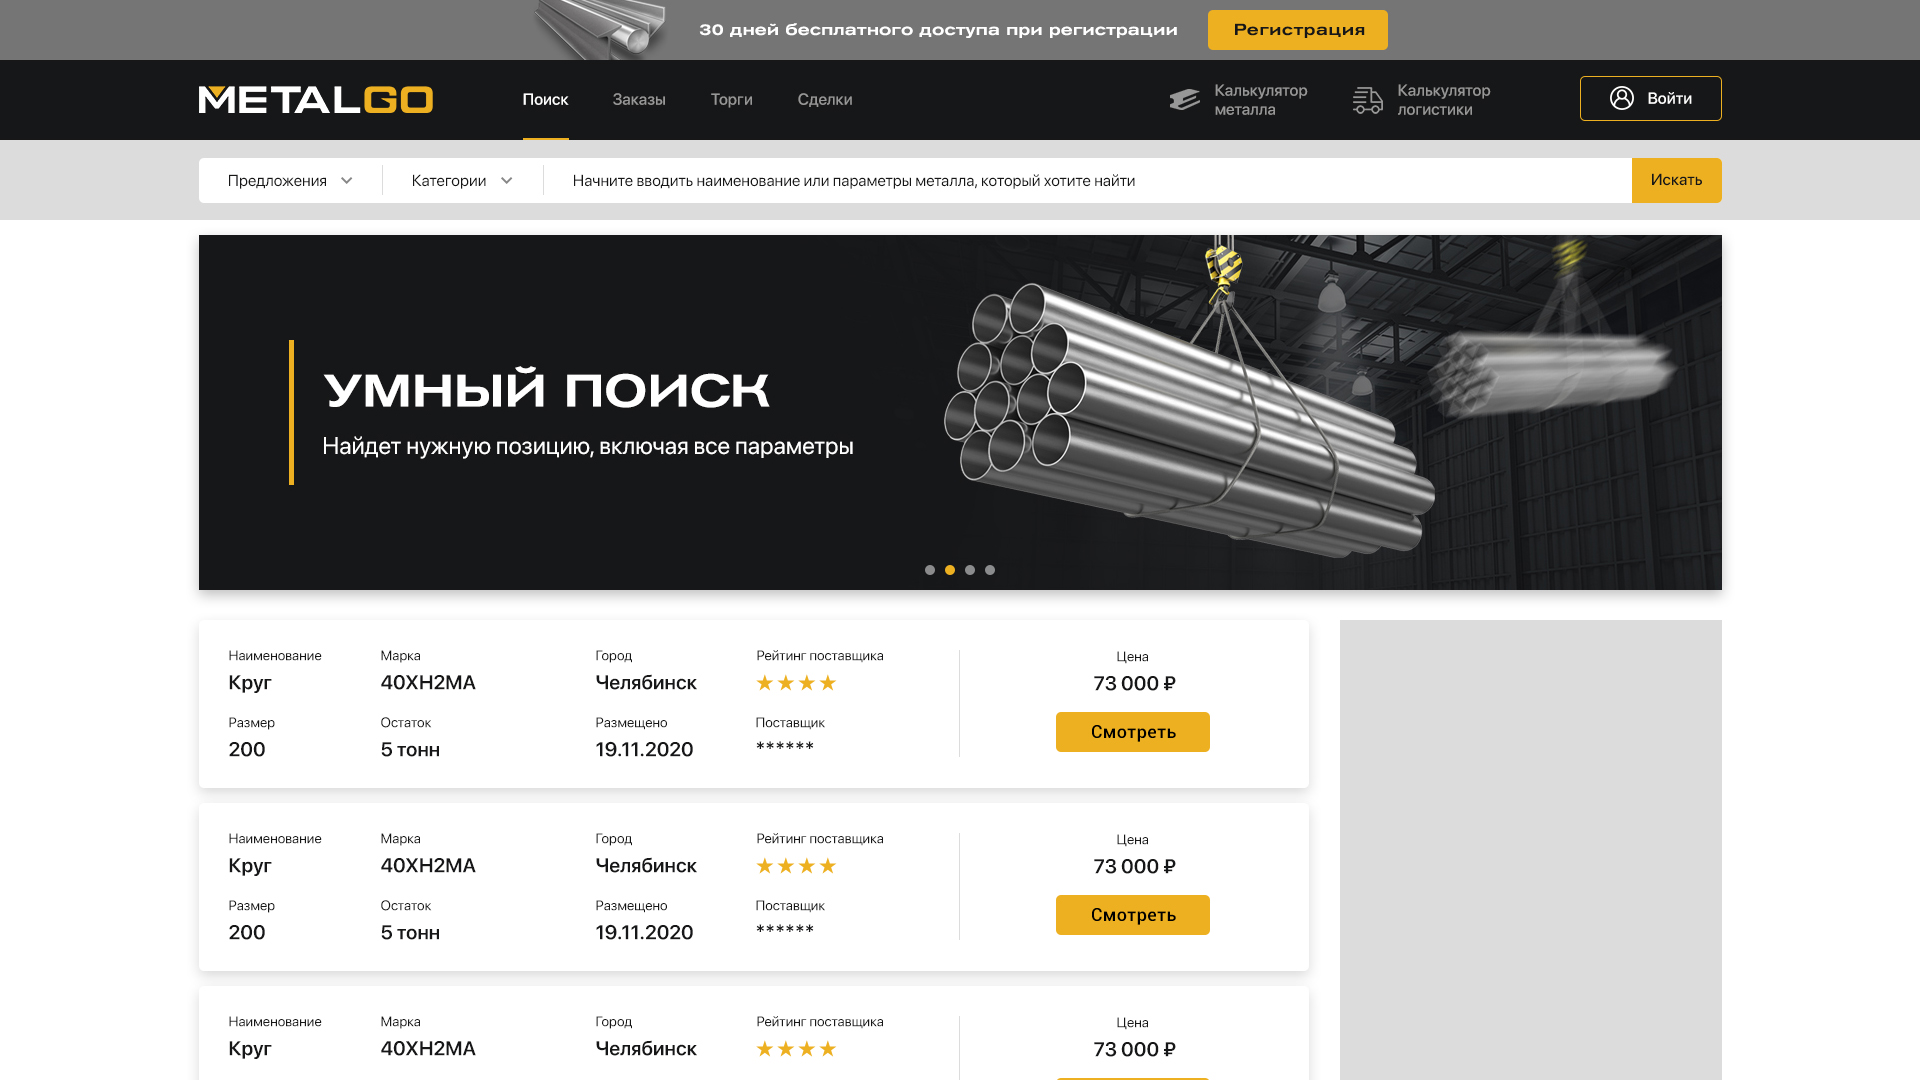 30 дней бесплатного доступа при регистрации
Регистрация
METALGO
Поиск
Заказы
Торги
Сделки
Калькулятор
металла
Калькулятор
логистики
Войти
Предложения
Категории
Начните вводить наименование или параметры металла, который хотите найти
Искать
УМНЫЙ ПОИСК
Найдет нужную позицию, включая все параметры
Наименование
Марка
Город
Рейтинг поставщика
Цена
Круг
40ХН2МА
Челябинск
73 000 ₽
Размер
Остаток
Размещено
Поставщик
Смотреть
200
5 тонн
19.11.2020
******
Наименование
Марка
Город
Рейтинг поставщика
Цена
Круг
40ХН2МА
Челябинск
73 000 ₽
Размер
Остаток
Размещено
Поставщик
Смотреть
200
5 тонн
19.11.2020
******
Наименование
Марка
Город
Рейтинг поставщика
Цена
Круг
40ХН2МА
Челябинск
73 000 ₽